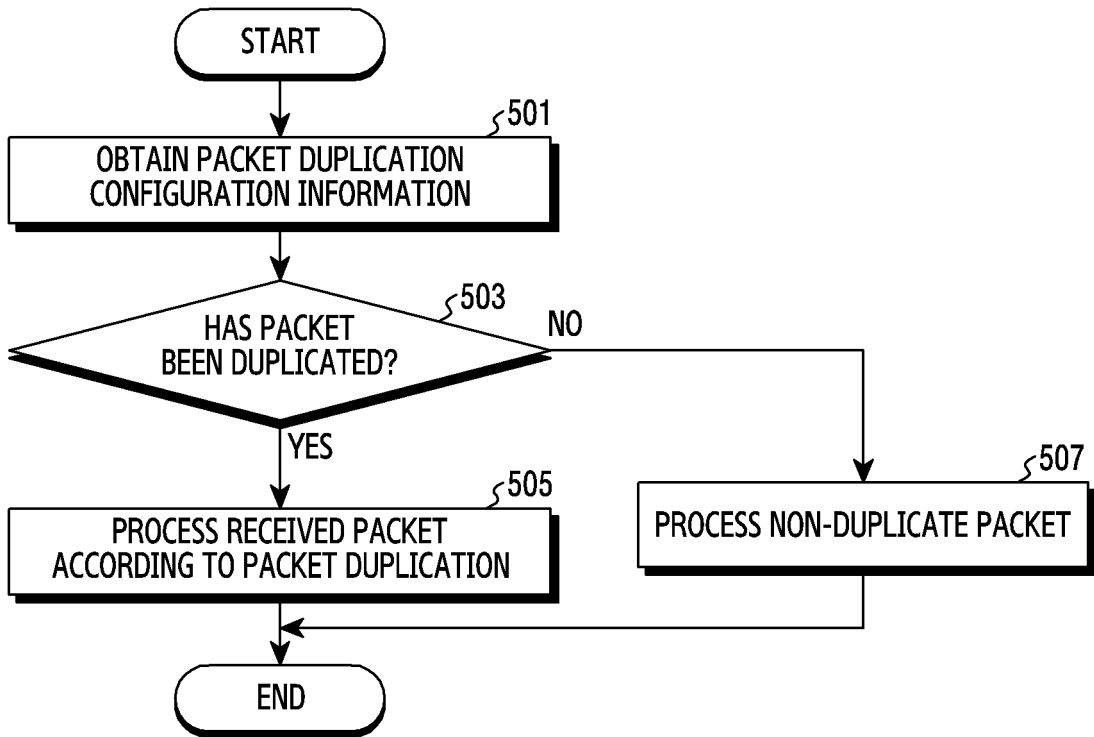 START
501
OBTAIN PACKET DUPLICATION
CONFIGURATION INFORMATION
503
HAS PACKET
BEEN DUPLICATED?
NO
YES
505
PROCESS RECEIVED PACKET
ACCORDING TO PACKET DUPLICATION
507
PROCESS NON-DUPLICATE PACKET
END